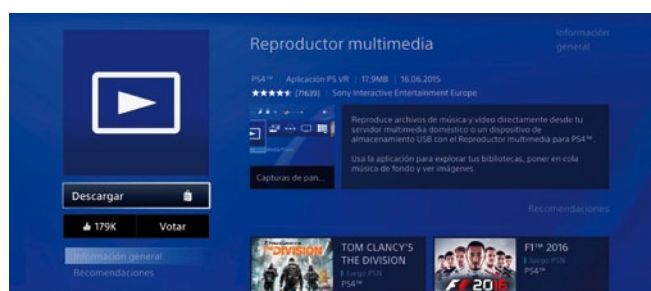 Reproductor multimedia
Información
general
PS4™ | Aplicación PS VR | 17,9MB | 16.06.2015
(71639) | Sony Interactive Entertainment Europe
Reproduce archivos de música y vídeo directamente desde tu
servidor multimedia doméstico o un dispositivo de
almacenamiento USB con el Reproductor multimedia para PS4™.
Usa la aplicación para explorar tus bibliotecas, poner en cola
música de fondo y ver imágenes.
Capturas de pan...
Descargar
179K
Votar
Información general
Recomendaciones
Recomendaciones
THE DIVISION
TOM CLANCY'S
THE DIVISION
Juego PSN
PS4™
F1 2016
F1™ 2016
Juego PSN
PS4™